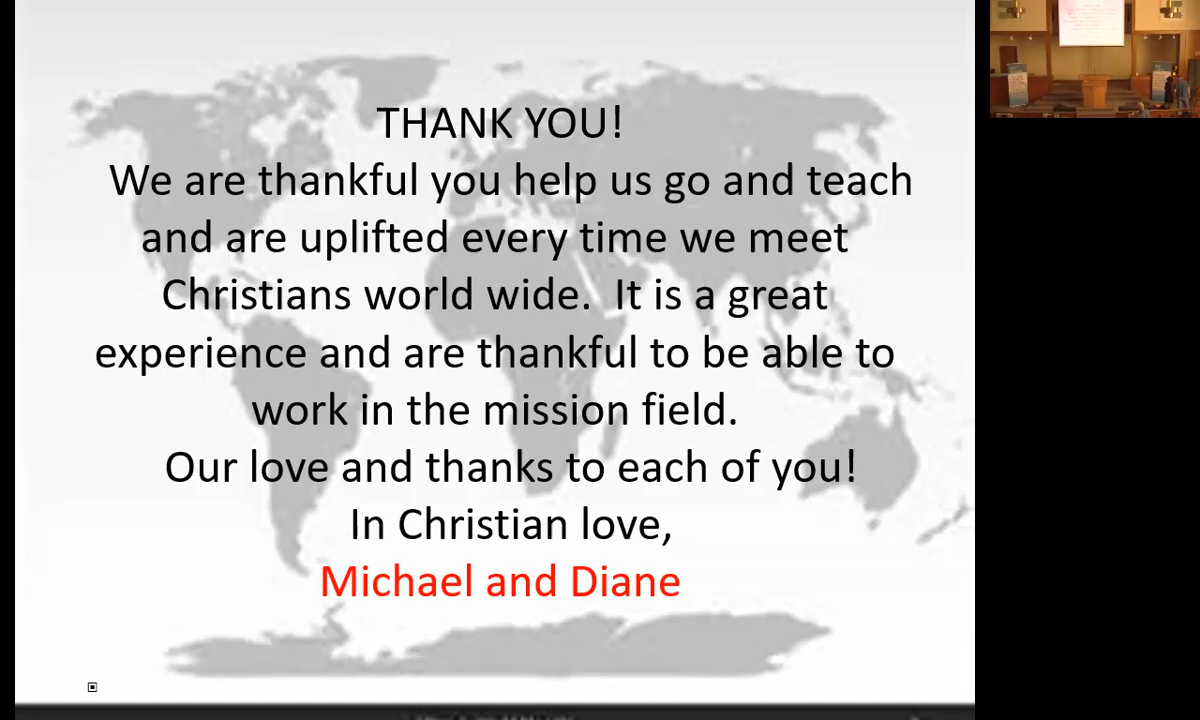 THANK YOU!
We are thankful you help us go and teach
and are uplifted every time we meet
Christians world wide.  It is a great
experience and are thankful to be able to
work in the mission field.
Our love and thanks to each of you!
In Christian love,
Michael and Diane